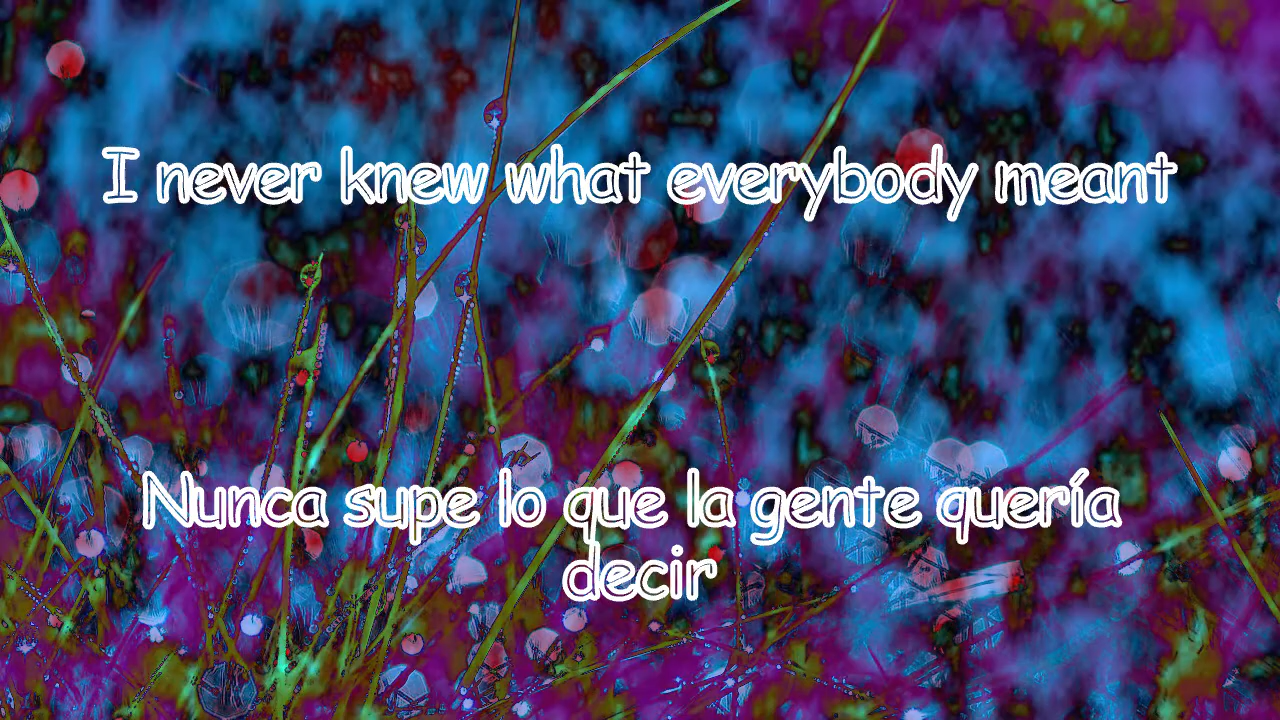 I never knew what everybody meant
Nunca supe lo que la gente quería
decir